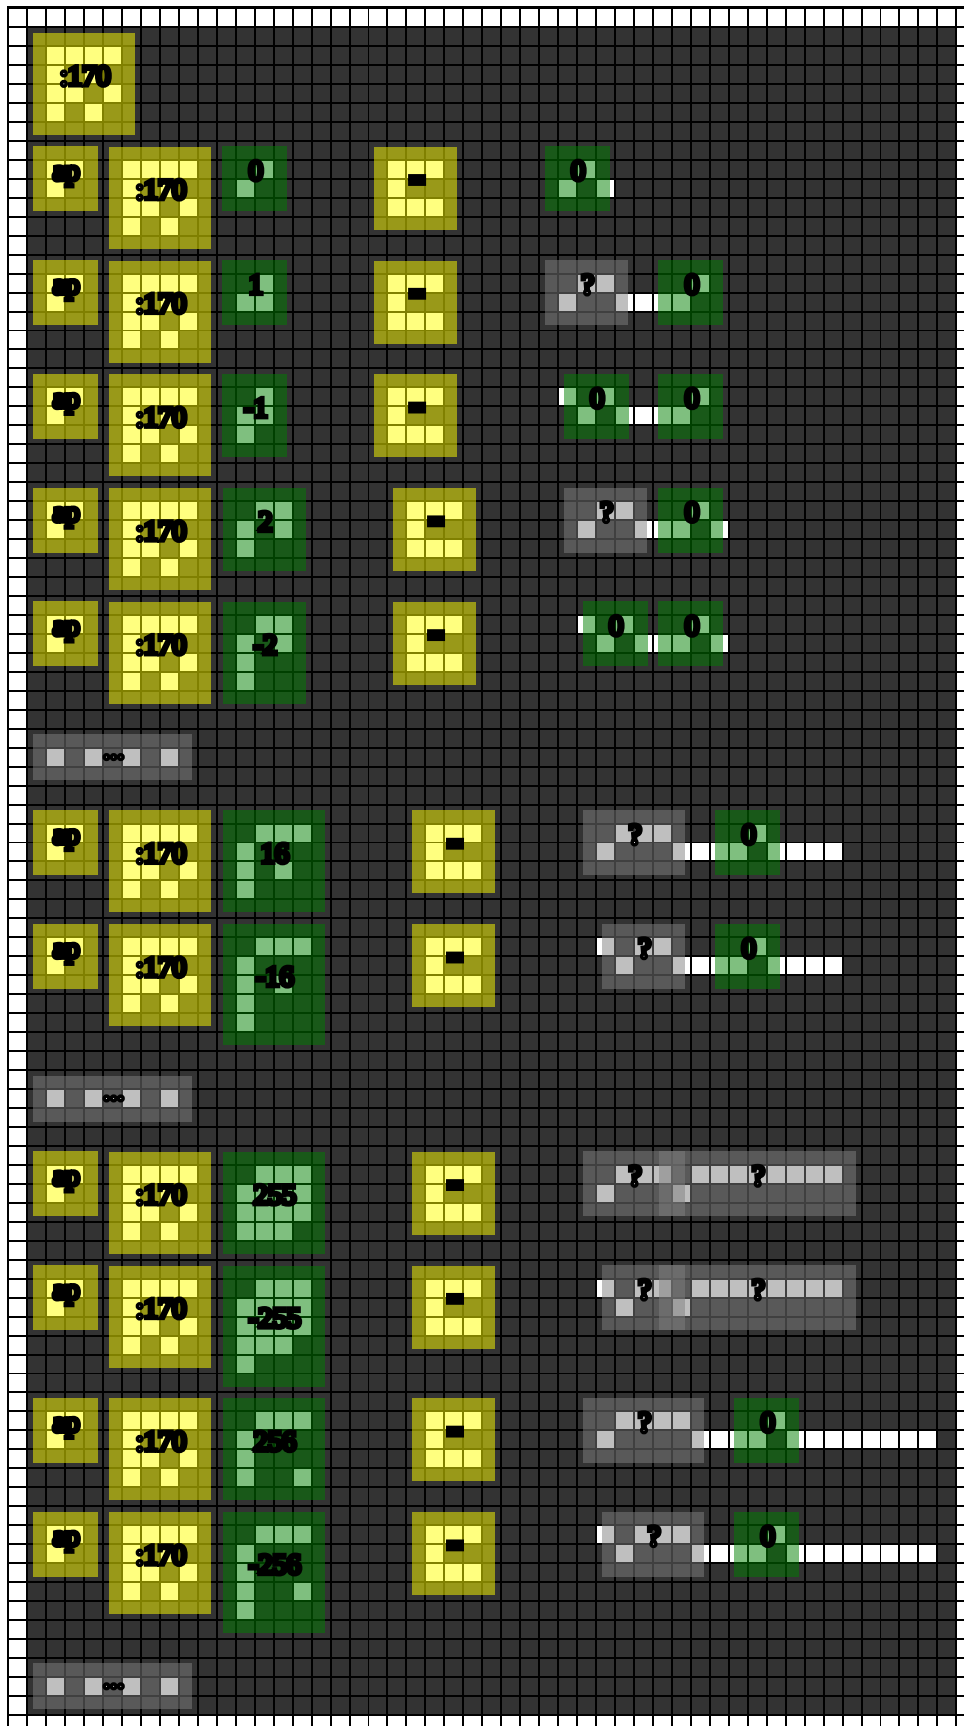 :170
ap :170 0 = 0
ap :170 1 = ? 0
ap :170 -1 = 0 0
ap :170 2 = ? 0
ap :170 -2 = 0 0
...
ap :170 16 = ? 0
ap :170 -16 = ? 0
...
ap :170 255 = ? ?
ap :170 -255 = ? ?
ap :170 256 = ? 0
ap :170 -256 = ? 0
...